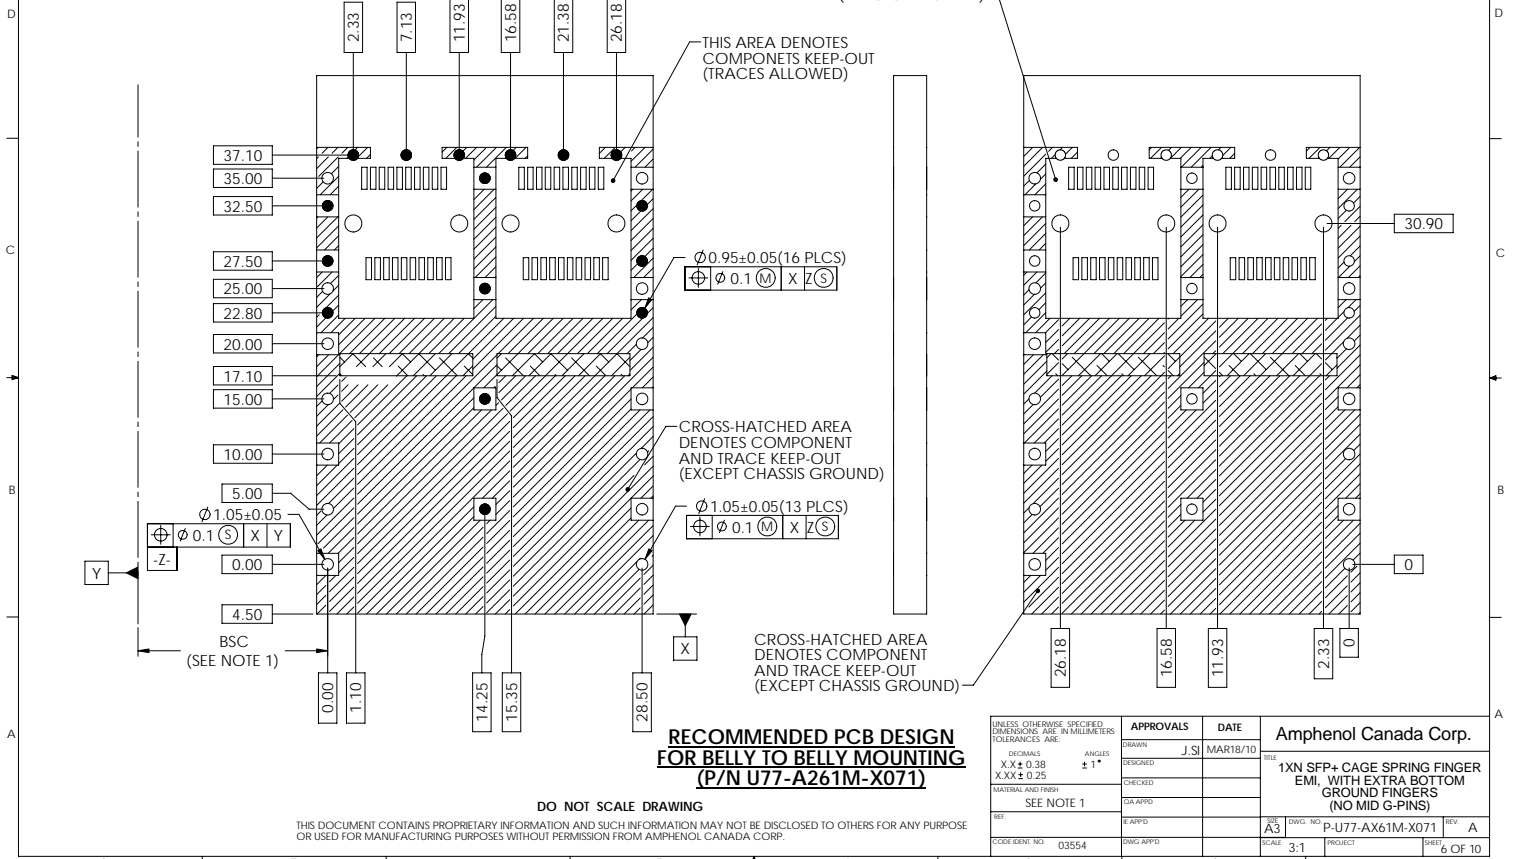 D
D
2.33
7.13
11.93
16.58
21.38
26.18
THIS AREA DENOTES
COMPONETS KEEP-OUT
(TRACES ALLOWED)
37.10
35.00
32.50
27.50
25.00
22.80
20.00
17.10
15.00
10.00
5.00
0.00
4.50
30.90
C
C
Ø0.95±0.05(16 PLCS)
⌖ Ø 0.1 Ⓜ X ZⓈ
CROSS-HATCHED AREA
DENOTES COMPONENT
AND TRACE KEEP-OUT
(EXCEPT CHASSIS GROUND)
B
B
Ø1.05±0.05
⌖ Ø 0.1 Ⓢ X Y
-Z-
Ø1.05±0.05(13 PLCS)
⌖ Ø 0.1 Ⓜ X ZⓈ
Y
0
BSC
(SEE NOTE 1)
X
CROSS-HATCHED AREA
DENOTES COMPONENT
AND TRACE KEEP-OUT
(EXCEPT CHASSIS GROUND)
0.00
1.10
14.25
15.35
28.50
26.18
16.58
11.93
2.33
0
A
A
RECOMMENDED PCB DESIGN
FOR BELLY TO BELLY MOUNTING
(P/N U77-A261M-X071)
DO NOT SCALE DRAWING
THIS DOCUMENT CONTAINS PROPRIETARY INFORMATION AND SUCH INFORMATION MAY NOT BE DISCLOSED TO OTHERS FOR ANY PURPOSE
OR USED FOR MANUFACTURING PURPOSES WITHOUT PERMISSION FROM AMPHENOL CANADA CORP.
UNLESS OTHERWISE SPECIFIED
DIMENSIONS ARE IN MILLIMETERS
TOLERANCES ARE:
DECIMALS ANGLES
X.X± 0.38 ± 1°
X.XX± 0.25
MATERIAL AND FINISH
SEE NOTE 1
REF.
CODE IDENT. NO. 03554
APPROVALS DATE
DRAWN J.SI MAR18/10
DESIGNED
CHECKED
QA APP'D
IE APP'D
DWG APP'D
Amphenol Canada Corp.
TITLE
1XN SFP+ CAGE SPRING FINGER
EMI, WITH EXTRA BOTTOM
GROUND FINGERS
(NO MID G-PINS)
SIZE A3 DWG. NO. P-U77-AX61M-X071 REV. A
SCALE 3:1 PROJECT SHEET 6 OF 10